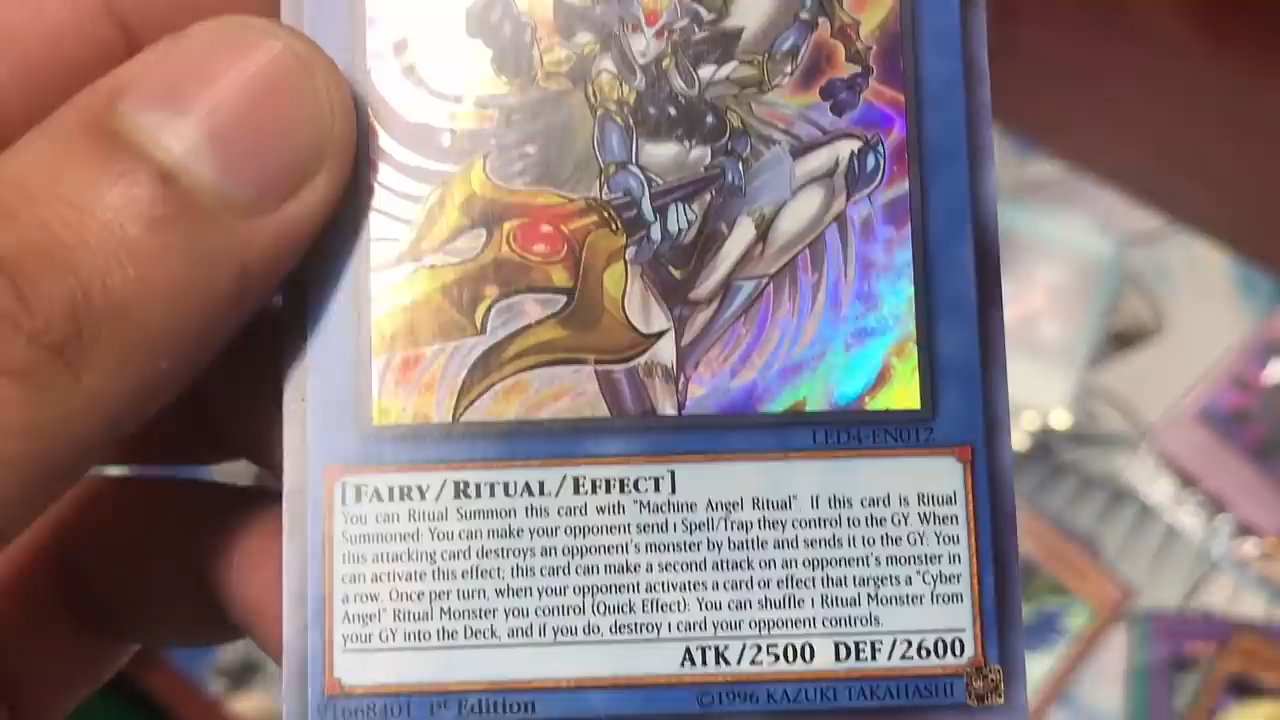 LED4-EN012
[FAIRY/RITUAL/EFFECT]
You can Ritual Summon this card with "Machine Angel Ritual". If this card is Ritual
Summoned: You can make your opponent send 1 Spell/Trap they control to the GY. When
this attacking card destroys an opponent's monster by battle and sends it to the GY: You
can activate this effect; this card can make a second attack on an opponent's monster in
a row. Once per turn, when your opponent activates a card or effect that targets a "Cyber
Angel" Ritual Monster you control (Quick Effect): You can shuffle 1 Ritual Monster from
your GY into the Deck, and if you do, destroy 1 card your opponent controls.
ATK/2500 DEF/2600
91668401 1st Edition ©1996 KAZUKI TAKAHASHI